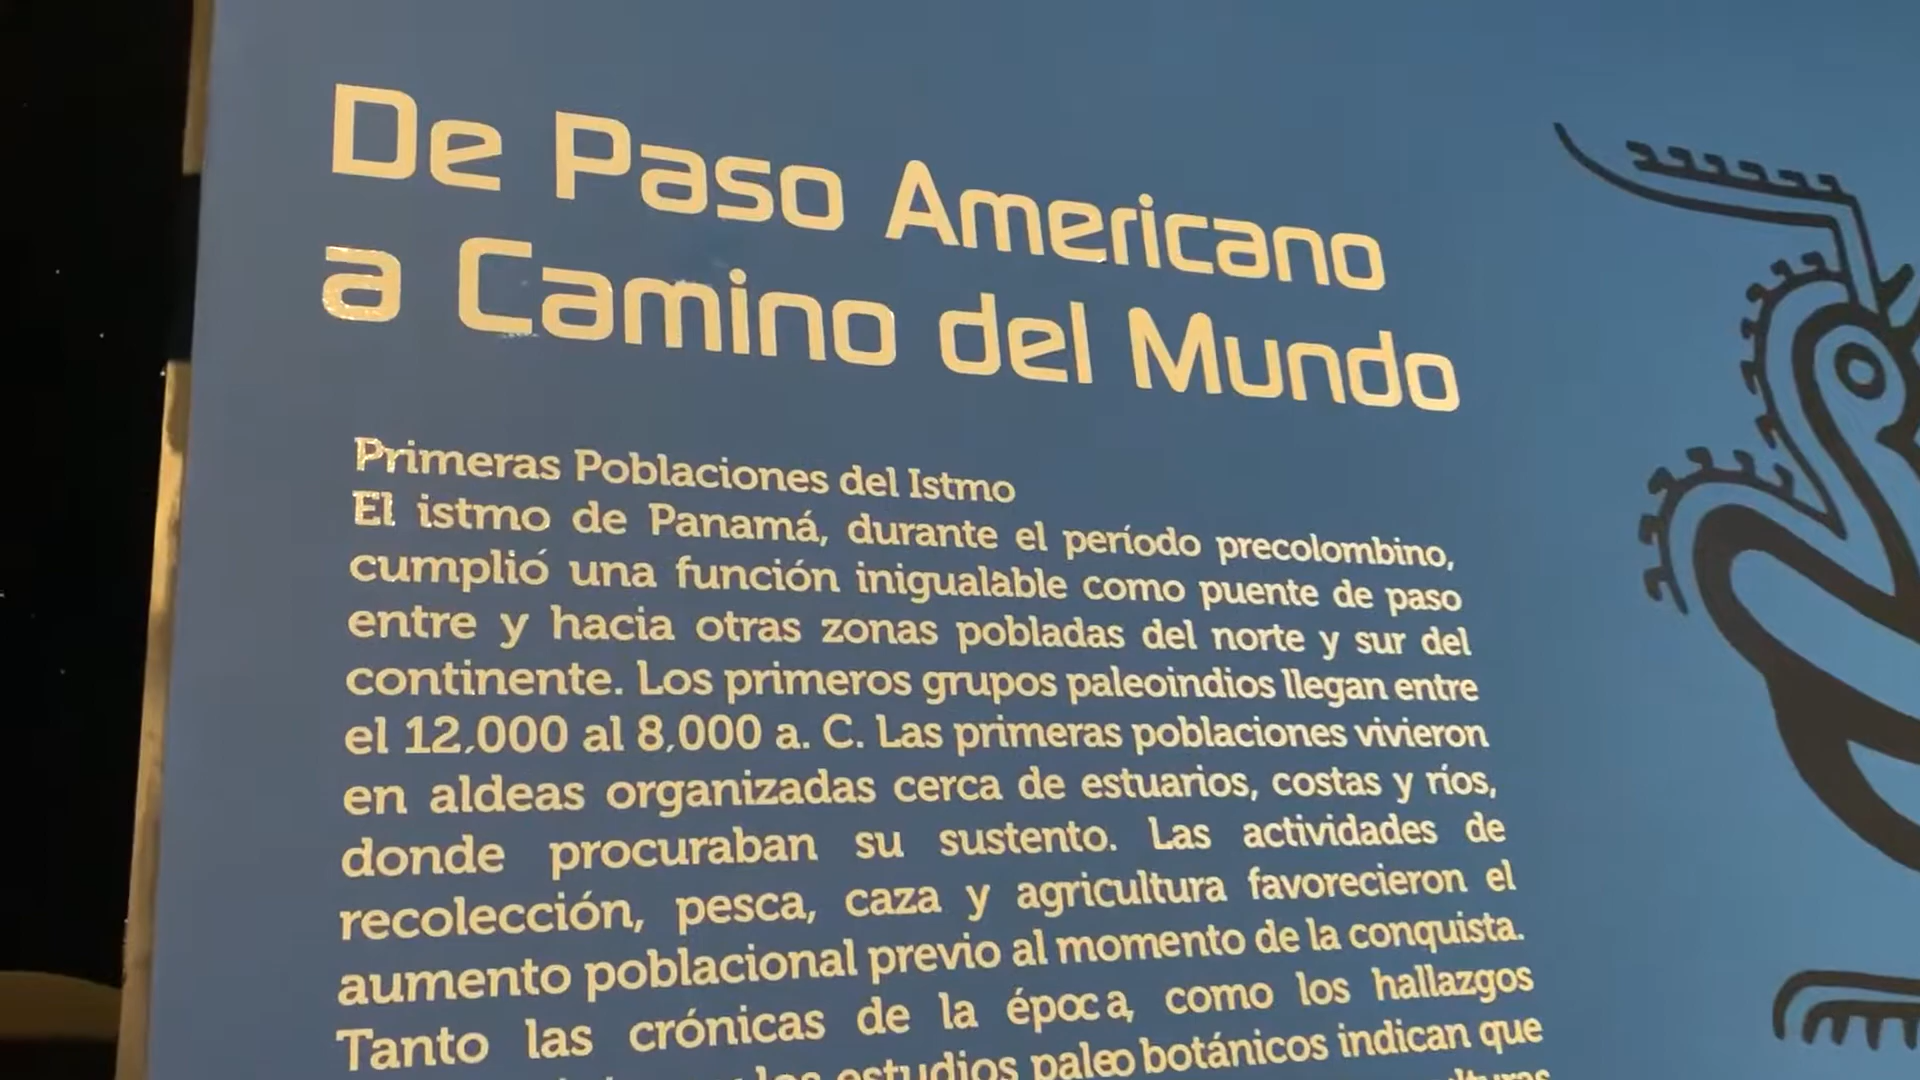 De Paso Americano
a Camino del Mundo
Primeras Poblaciones del Istmo
El istmo de Panamá, durante el período precolombino,
cumplió una función inigualable como puente de paso
entre y hacia otras zonas pobladas del norte y sur del
continente. Los primeros grupos paleoindios llegan entre
el 12,000 al 8,000 a. C. Las primeras poblaciones vivieron
en aldeas organizadas cerca de estuarios, costas y ríos,
donde procuraban su sustento. Las actividades de
recolección, pesca, caza y agricultura favorecieron el
aumento poblacional previo al momento de la conquista.
Tanto las crónicas de la época, como los hallazgos
los estudios paleobotánicos indican que